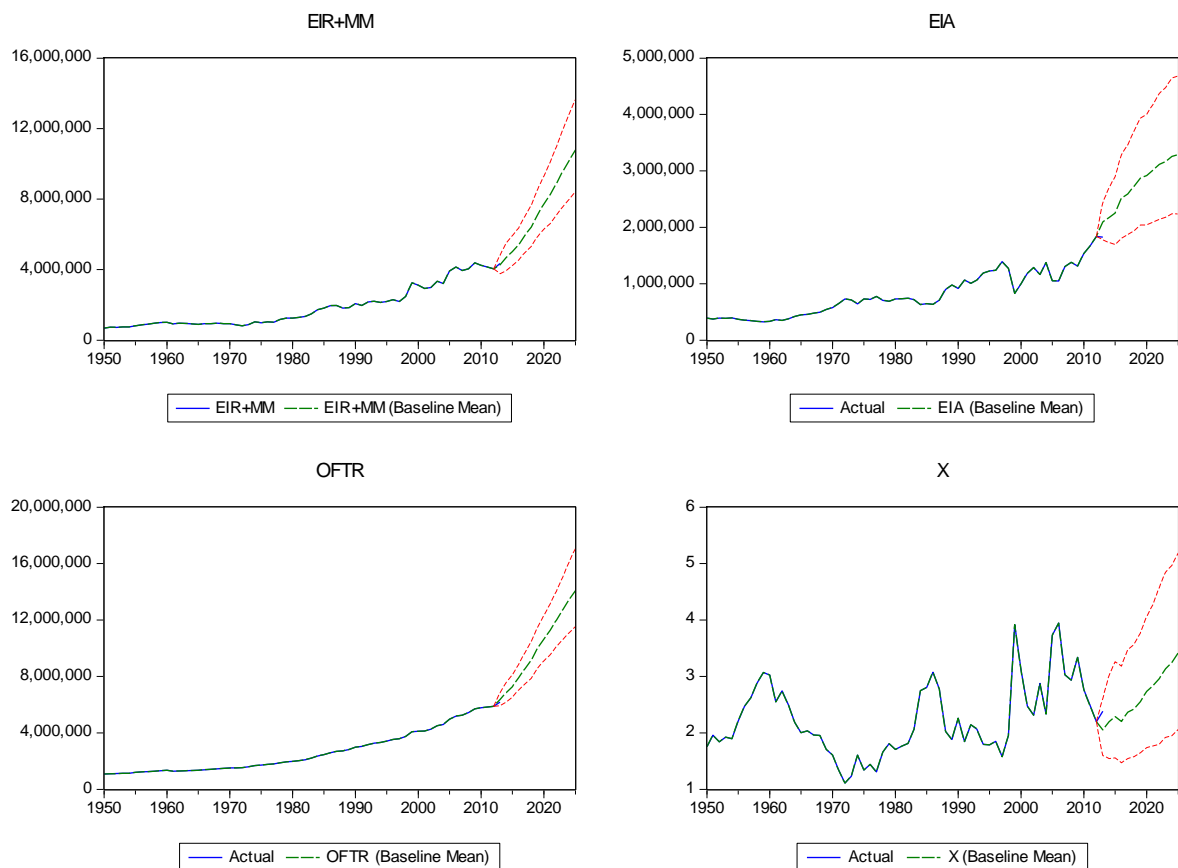 EIR+MM
16,000,000
12,000,000
8,000,000
4,000,000
0
1950 1960 1970 1980 1990 2000 2010 2020
EIR+MM EIR+MM (Baseline Mean)
EIA
5,000,000
4,000,000
3,000,000
2,000,000
1,000,000
0
1950 1960 1970 1980 1990 2000 2010 2020
Actual EIA (Baseline Mean)
OFTR
20,000,000
16,000,000
12,000,000
8,000,000
4,000,000
0
1950 1960 1970 1980 1990 2000 2010 2020
Actual OFTR (Baseline Mean)
X
6
5
4
3
2
1
1950 1960 1970 1980 1990 2000 2010 2020
Actual X (Baseline Mean)